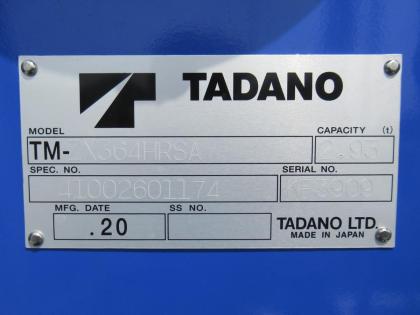 TADANO
MODEL CAPACITY (t)
TM-ZX364HRSA 2.93
SPEC. NO. SERIAL NO.
41002601174
MFG. DATE SS NO.
.20 TADANO LTD.
MADE IN JAPAN